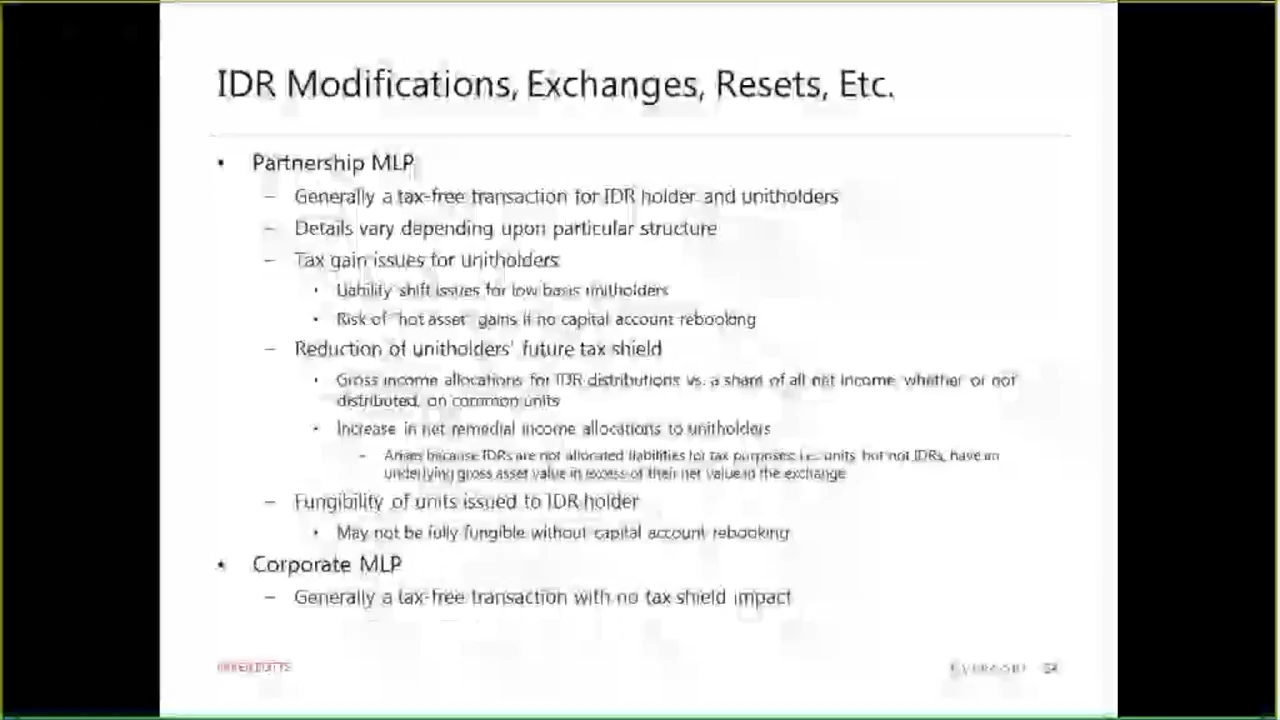 IDR Modifications, Exchanges, Resets, Etc.
• Partnership MLP
– Generally a tax-free transaction for IDR holder and unitholders
– Details vary depending upon particular structure
– Tax gain issues for unitholders
• Liability shift issues for low basis unitholders
• Risk of "hot asset" gains if no capital account rebooking
– Reduction of unitholders' future tax shield
• Gross income allocations for IDR distributions vs. a share of all net income, whether or not
distributed, on common units
• Increase in net remedial income allocations to unitholders
– Arises because IDRs are not allocated liabilities for tax purposes i.e. units, but not IDRs, have an
underlying gross asset value in excess of their net value in the exchange
– Fungibility of units issued to IDR holder
• May not be fully fungible without capital account rebooking
• Corporate MLP
– Generally a tax-free transaction with no tax shield impact
EVERCORE